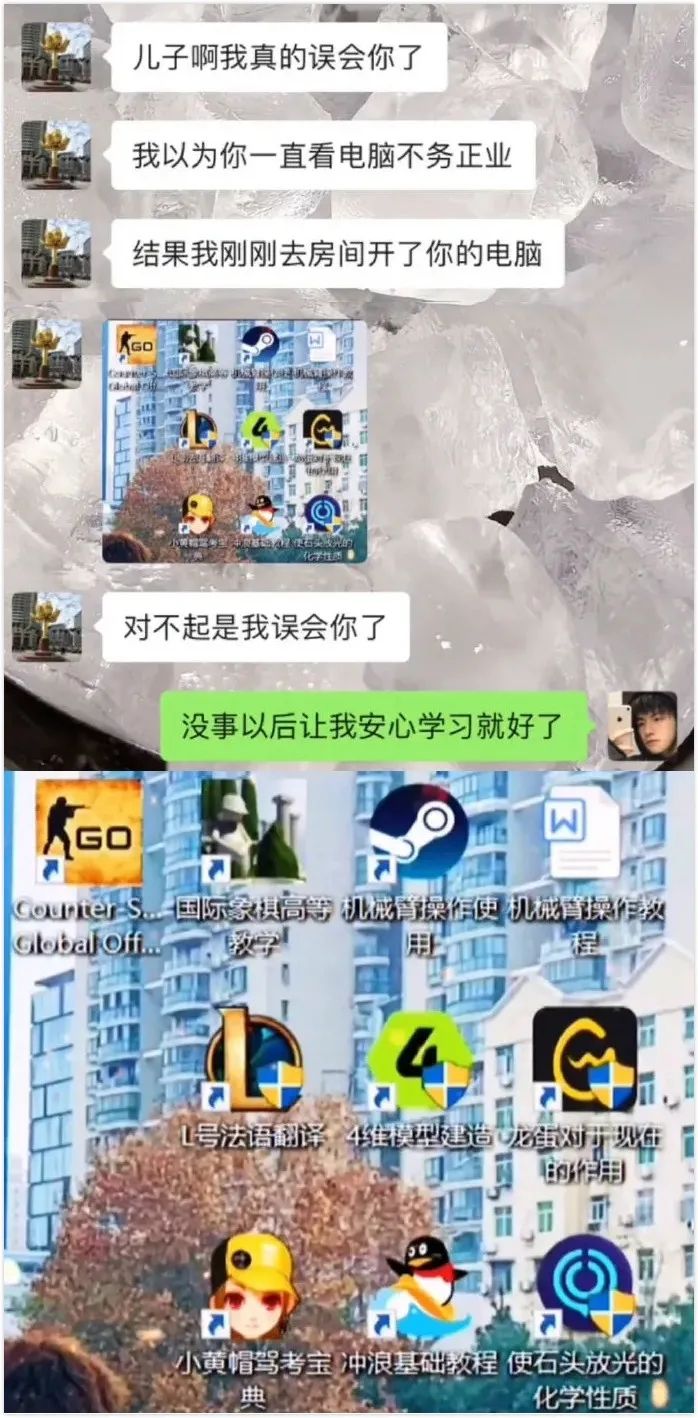 儿子啊我真的误会你了
我以为你一直看电脑不务正业
结果我刚刚去房间开了你的电脑
对不起是我误会你了
没事以后让我安心学习就好了
GO
Counter-S...
Global Off...
国际象棋高等
教学
机械臂操作使
用
机械臂操作教
程
L号法语翻译
4维模型建造
龙蛋对于现在
的作用
小黄帽驾考宝
典
冲浪基础教程
使石头放光的
化学性质